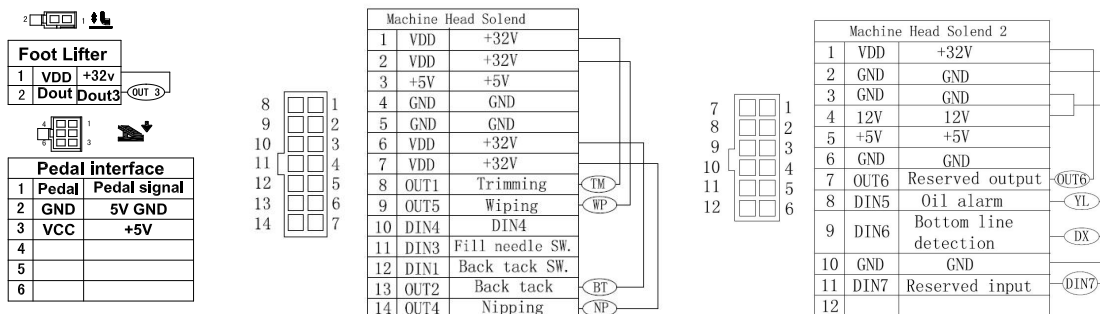 2 1
Foot Lifter
1 VDD +32v
2 Dout Dout3 OUT 3
4 1
6 3
Pedal interface
1 Pedal Pedal signal
2 GND 5V GND
3 VCC +5V
4
5
6
8 1
9 2
10 3
11 4
12 5
13 6
14 7
Machine Head Solend
1 VDD +32V
2 VDD +32V
3 +5V +5V
4 GND GND
5 GND GND
6 VDD +32V
7 VDD +32V
8 OUT1 Trimming TM
9 OUT5 Wiping WP
10 DIN4 DIN4
11 DIN3 Fill needle SW.
12 DIN1 Back tack SW.
13 OUT2 Back tack BT
14 OUT4 Nipping NP
7 1
8 2
9 3
10 4
11 5
12 6
Machine Head Solend 2
1 VDD +32V
2 GND GND
3 GND GND
4 12V 12V
5 +5V +5V
6 GND GND
7 OUT6 Reserved output OUT6
8 DIN5 Oil alarm YL
9 DIN6 Bottom line
detection DX
10 GND GND
11 DIN7 Reserved input DIN7
12